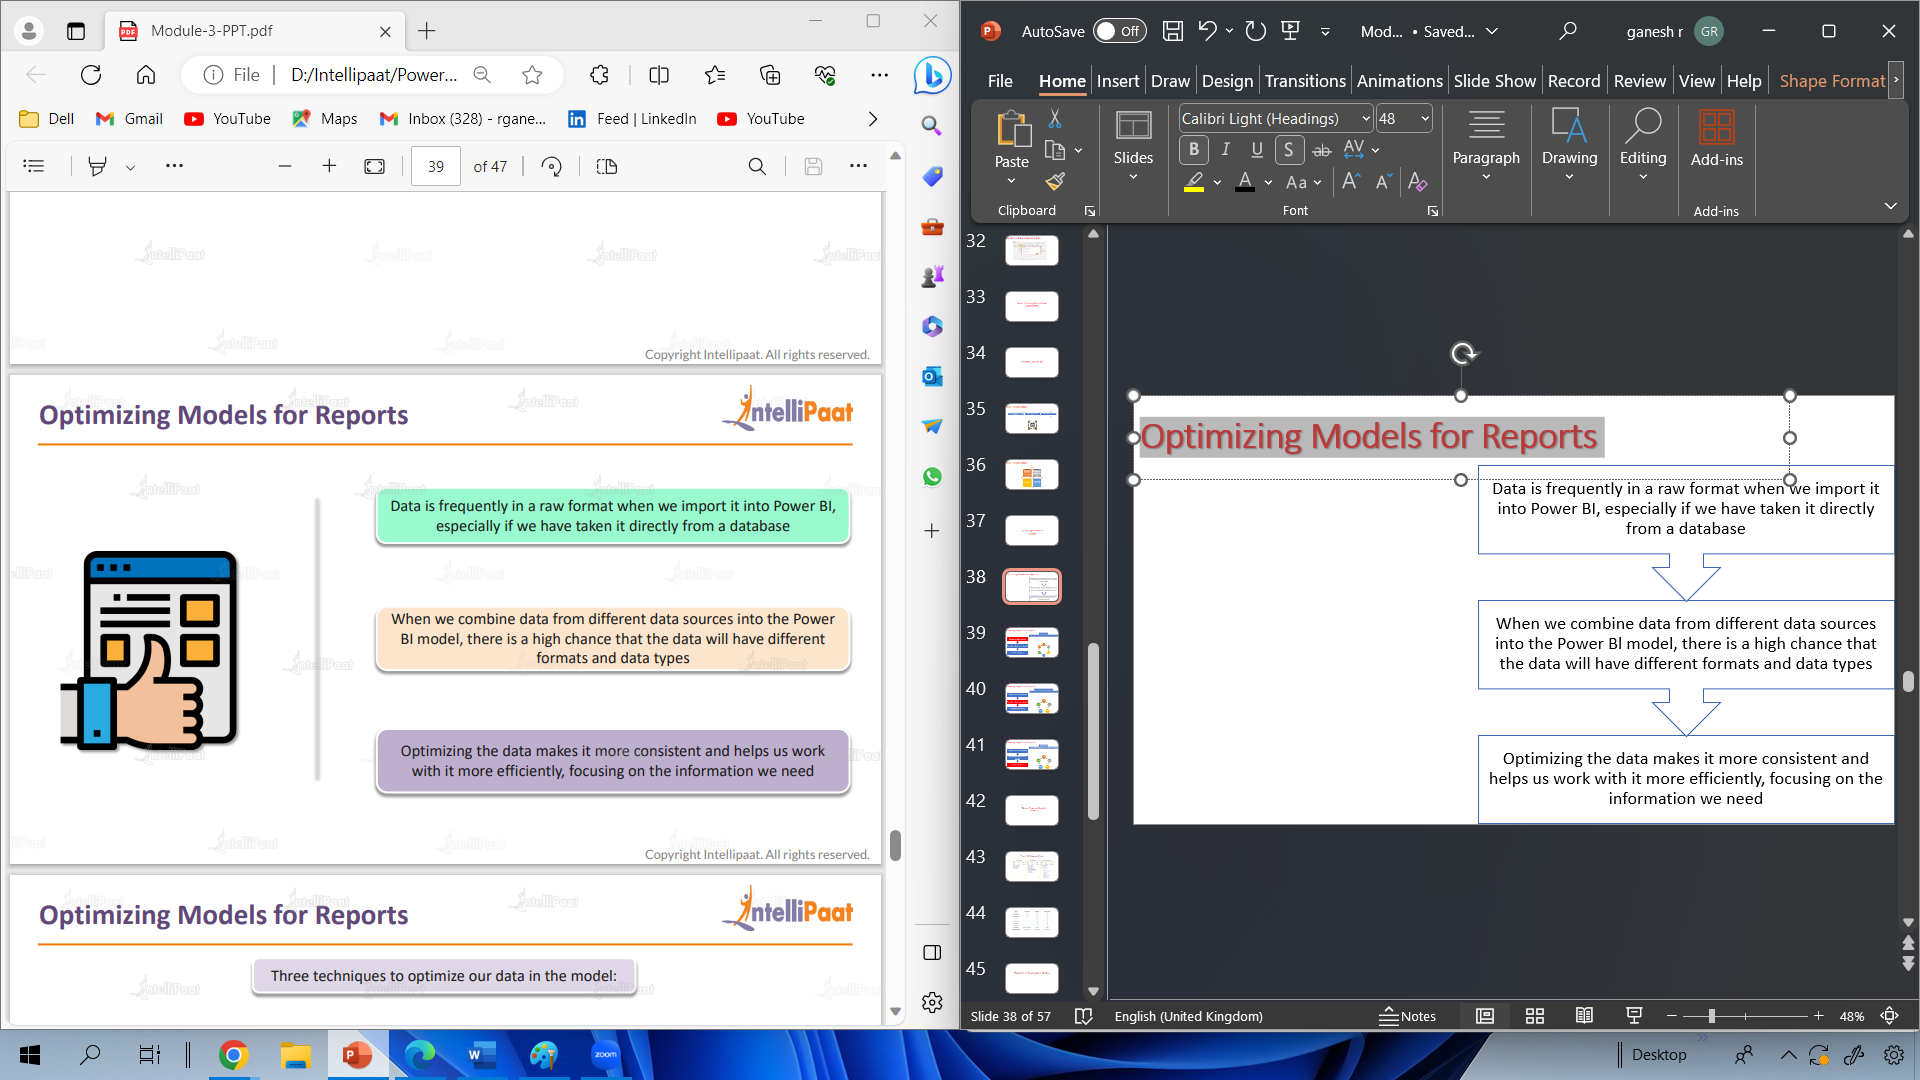 Module-3-PPT.pdf
File
D:/Intellipaat/Power...
Dell
Gmail
YouTube
Maps
Inbox (328) - rgane...
Feed | LinkedIn
YouTube
39
of 47
Copyright Intellipaat. All rights reserved.
Optimizing Models for Reports
IntelliPaat
Data is frequently in a raw format when we import it into Power BI,
especially if we have taken it directly from a database
When we combine data from different data sources into the Power
BI model, there is a high chance that the data will have different
formats and data types
Optimizing the data makes it more consistent and helps us work
with it more efficiently, focusing on the information we need
Copyright Intellipaat. All rights reserved.
Optimizing Models for Reports
IntelliPaat
Three techniques to optimize our data in the model:
AutoSave
Off
Mod... • Saved...
ganesh r
GR
File
Home
Insert
Draw
Design
Transitions
Animations
Slide Show
Record
Review
View
Help
Shape Format
Paste
Clipboard
Slides
Calibri Light (Headings)
48
B I U S ab AV
A Aa A A A
Font
Paragraph
Drawing
Editing
Add-ins
Add-ins
32
33
34
35
36
37
38
39
40
41
42
43
44
45
Optimizing Models for Reports
Data is frequently in a raw format when we import it
into Power BI, especially if we have taken it directly
from a database
When we combine data from different data sources
into the Power BI model, there is a high chance that
the data will have different formats and data types
Optimizing the data makes it more consistent and
helps us work with it more efficiently, focusing on the
information we need
Slide 38 of 57
English (United Kingdom)
Notes
48%
zoom
Desktop